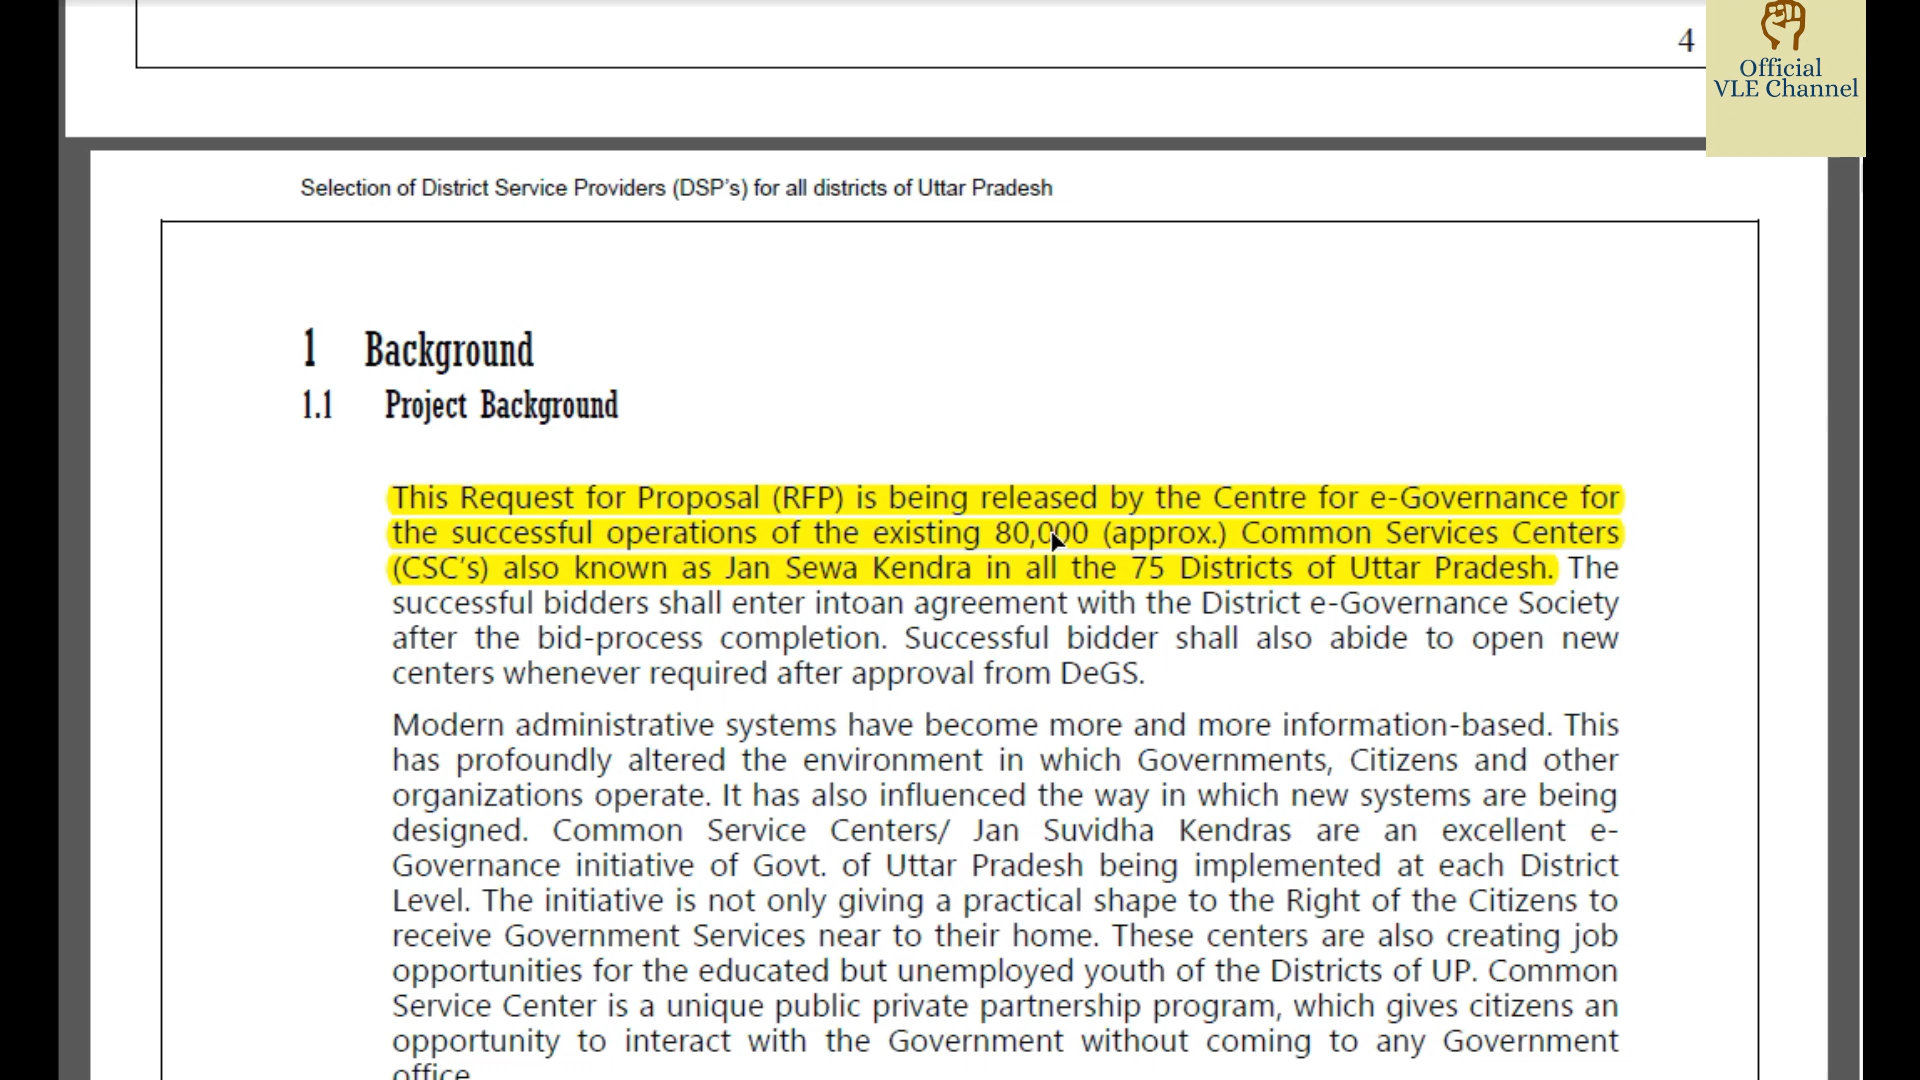 4
Official
VLE Channel
Selection of District Service Providers (DSP's) for all districts of Uttar Pradesh
1 Background
1.1 Project Background
This Request for Proposal (RFP) is being released by the Centre for e-Governance for
the successful operations of the existing 80,000 (approx.) Common Services Centers
(CSC's) also known as Jan Sewa Kendra in all the 75 Districts of Uttar Pradesh. The
successful bidders shall enter intoan agreement with the District e-Governance Society
after the bid-process completion. Successful bidder shall also abide to open new
centers whenever required after approval from DeGS.
Modern administrative systems have become more and more information-based. This
has profoundly altered the environment in which Governments, Citizens and other
organizations operate. It has also influenced the way in which new systems are being
designed. Common Service Centers/ Jan Suvidha Kendras are an excellent e-
Governance initiative of Govt. of Uttar Pradesh being implemented at each District
Level. The initiative is not only giving a practical shape to the Right of the Citizens to
receive Government Services near to their home. These centers are also creating job
opportunities for the educated but unemployed youth of the Districts of UP. Common
Service Center is a unique public private partnership program, which gives citizens an
opportunity to interact with the Government without coming to any Government
office.